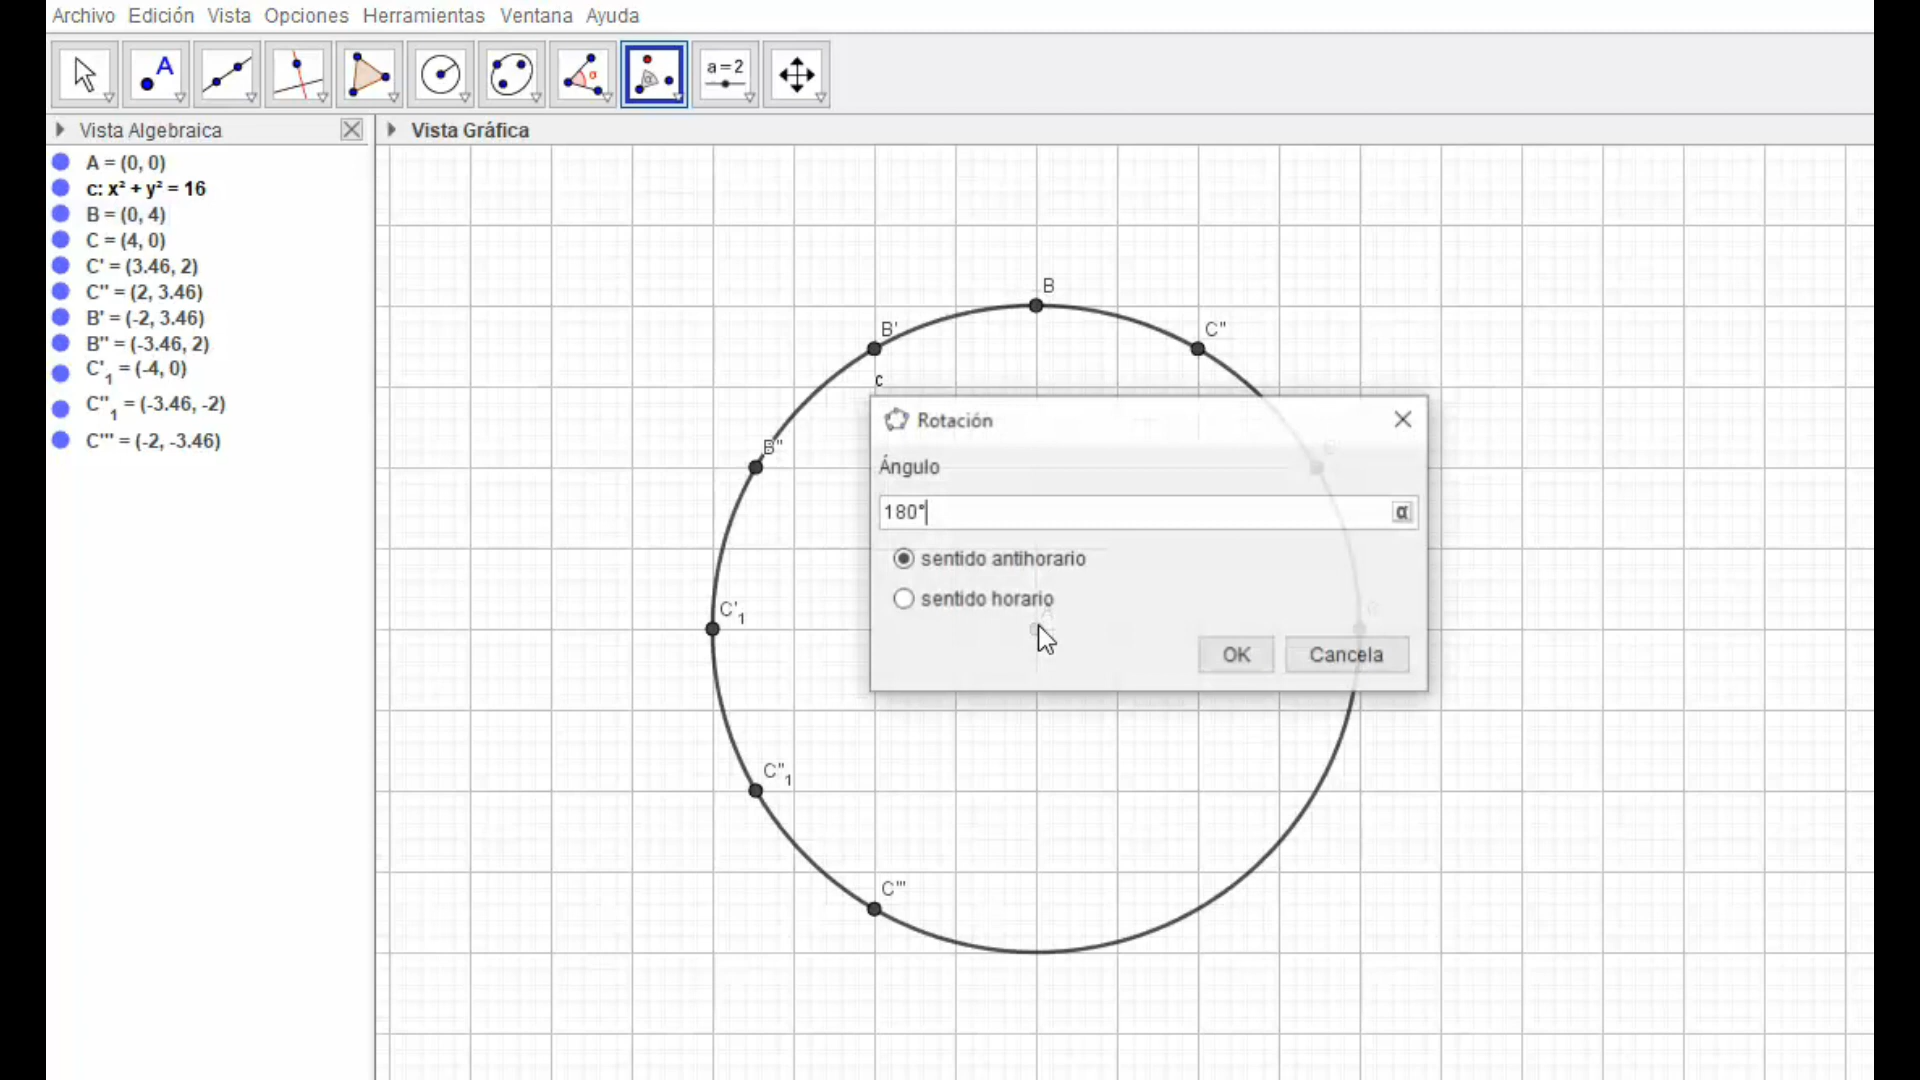 Archivo Edición Vista Opciones Herramientas Ventana Ayuda
A α α a=2
Vista Algebraica
Vista Gráfica
A = (0, 0)
c: x² + y² = 16
B = (0, 4)
C = (4, 0)
C' = (3.46, 2)
C'' = (2, 3.46)
B' = (-2, 3.46)
B'' = (-3.46, 2)
C'₁ = (-4, 0)
C''₁ = (-3.46, -2)
C''' = (-2, -3.46)
B
B'
C''
c
Rotación
B''
Ángulo
180°
α
sentido antihorario
sentido horario
C'₁
A
OK Cancela
C''₁
C'''